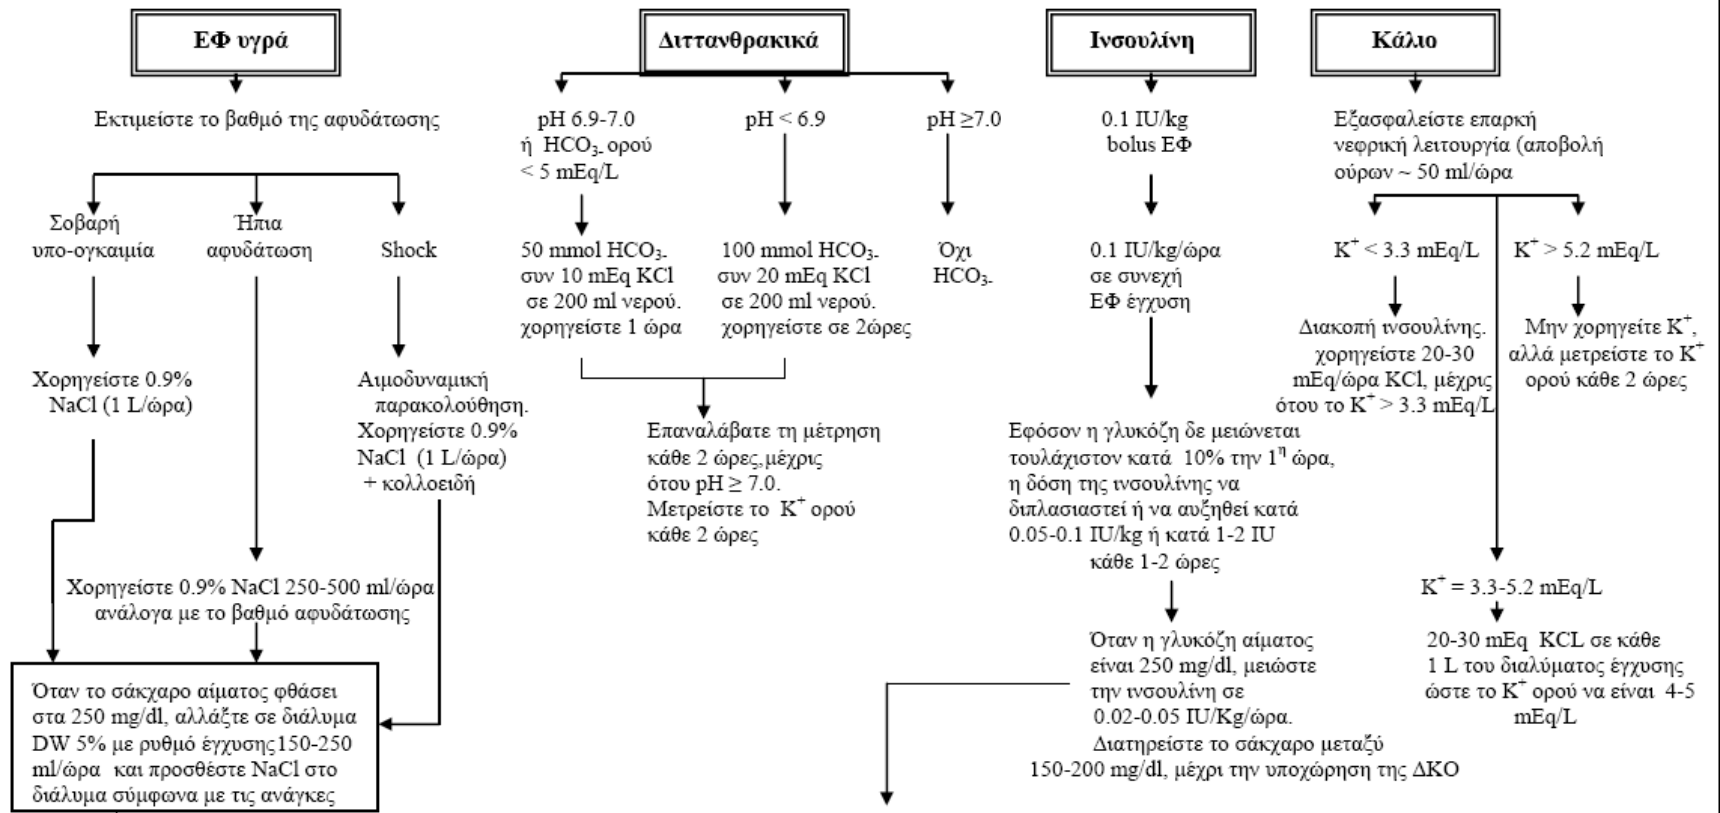 ΕΦ υγρά
Εκτιμείστε το βαθμό της αφυδάτωσης
Σοβαρή
υπο-ογκαιμία
Ήπια
αφυδάτωση
Shock
Χορηγείστε 0.9%
NaCl (1 L/ώρα)
Αιμοδυναμική
παρακολούθηση.
Χορηγείστε 0.9%
NaCl (1 L/ώρα)
+ κολλοειδή
Χορηγείστε 0.9% NaCl 250-500 ml/ώρα
ανάλογα με το βαθμό αφυδάτωσης
Όταν το σάκχαρο αίματος φθάσει
στα 250 mg/dl, αλλάξτε σε διάλυμα
DW 5% με ρυθμό έγχυσης150-250
ml/ώρα και προσθέστε NaCl στο
διάλυμα σύμφωνα με τις ανάγκες
Διττανθρακικά
pH 6.9-7.0
ή HCO3- ορού
< 5 mEq/L
pH < 6.9
pH ≥7.0
50 mmol HCO3-
συν 10 mEq KCl
σε 200 ml νερού.
χορηγείστε 1 ώρα
100 mmol HCO3-
συν 20 mEq KCl
σε 200 ml νερού.
χορηγείστε σε 2ώρες
Όχι
HCO3-
Επαναλάβατε τη μέτρηση
κάθε 2 ώρες,μέχρις
ότου pH ≥ 7.0.
Μετρείστε το K+ ορού
κάθε 2 ώρες
Ινσουλίνη
0.1 IU/kg
bolus ΕΦ
0.1 IU/kg/ώρα
σε συνεχή
ΕΦ έγχυση
Εφόσον η γλυκόζη δε μειώνεται
τουλάχιστον κατά 10% την 1η ώρα,
η δόση της ινσουλίνης να
διπλασιαστεί ή να αυξηθεί κατά
0.05-0.1 IU/kg ή κατά 1-2 IU
κάθε 1-2 ώρες
Όταν η γλυκόζη αίματος
είναι 250 mg/dl, μειώστε
την ινσουλίνη σε
0.02-0.05 IU/Kg/ώρα.
Διατηρείστε το σάκχαρο μεταξύ
150-200 mg/dl, μέχρι την υποχώρηση της ΔΚΟ
Κάλιο
Εξασφαλείστε επαρκή
νεφρική λειτουργία (αποβολή
ούρων ~ 50 ml/ώρα
K+ < 3.3 mEq/L
K+ > 5.2 mEq/L
Διακοπή ινσουλίνης.
χορηγείστε 20-30
mEq/ώρα KCl, μέχρις
ότου το K+ > 3.3 mEq/L
Μην χορηγείτε K+,
αλλά μετρείστε το K+
ορού κάθε 2 ώρες
K+ = 3.3-5.2 mEq/L
20-30 mEq KCL σε κάθε
1 L του διαλύματος έγχυσης
ώστε το K+ ορού να είναι 4-5
mEq/L